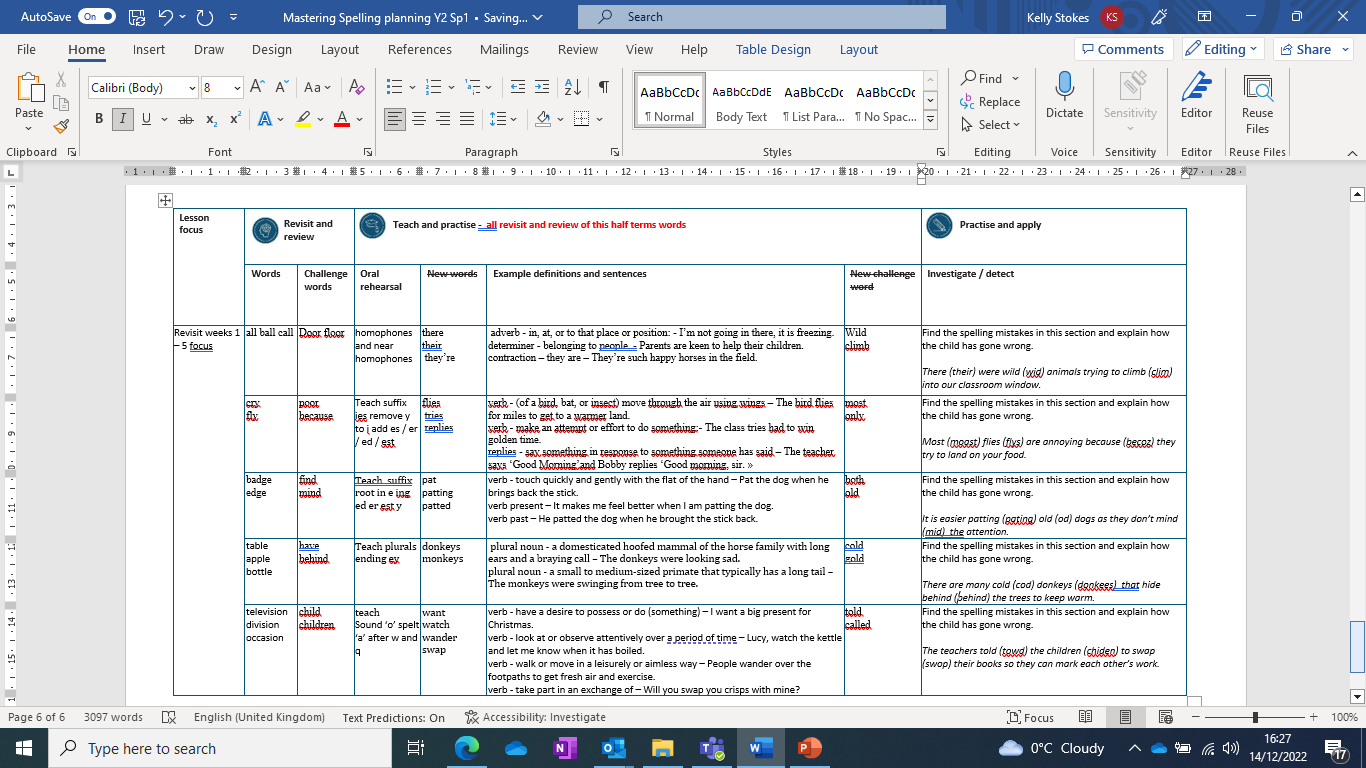 AutoSave On Mastering Spelling planning Y2 Sp1 • Saving... Search Kelly Stokes KS
File Home Insert Draw Design Layout References Mailings Review View Help Table Design Layout Comments Editing Share
Paste
Calibri (Body) 8 A A Aa A
B I U ab x₂ x² A A
AaBbCcDc AaBbCcDdE AaBbCcDc AaBbCcDc
¶ Normal Body Text ¶ List Para... ¶ No Spac...
Find
Replace
Select
Dictate
Sensitivity
Editor
Reuse
Files
Clipboard Font Paragraph Styles Editing Voice Sensitivity Editor Reuse Files
Lesson
focus
Revisit and
review
Teach and practise - all revisit and review of this half terms words
Practise and apply
Words
Challenge
words
Oral
rehearsal
New words
Example definitions and sentences
New challenge
word
Investigate / detect
Revisit weeks 1
– 5 focus
all ball call
Door floor
homophones
and near
homophones
there
their
they’re
adverb - in, at, or to that place or position: - I’m not going in there, it is freezing.
determiner - belonging to people - Parents are keen to help their children.
contraction – they are – They’re such happy horses in the field.
Wild
climb
Find the spelling mistakes in this section and explain how
the child has gone wrong.
There (their) were wild (wid) animals trying to climb (clim)
into our classroom window.
cry
fly
poor
because
Teach suffix
ies remove y
to i add es / er
/ ed / est
flies
tries
replies
verb - (of a bird, bat, or insect) move through the air using wings – The bird flies
for miles to get to a warmer land.
verb - make an attempt or effort to do something:- The class tries had to win
golden time.
replies - say something in response to something someone has said – The teacher
says ‘Good Morning’and Bobby replies ‘Good morning, sir. »
most
only
Find the spelling mistakes in this section and explain how
the child has gone wrong.
Most (moast) flies (flys) are annoying because (becoz) they
try to land on your food.
badge
edge
find
mind
Teach suffix
root in e ing
ed er est y
pat
patting
patted
verb - touch quickly and gently with the flat of the hand – Pat the dog when he
brings back the stick.
verb present – It makes me feel better when I am patting the dog.
verb past – He patted the dog when he brought the stick back.
both
old
Find the spelling mistakes in this section and explain how
the child has gone wrong.
It is easier patting (pating) old (od) dogs as they don’t mind
(mid) the attention.
table
apple
bottle
have
behind
Teach plurals
ending ey
donkeys
monkeys
plural noun - a domesticated hoofed mammal of the horse family with long
ears and a braying call – The donkeys were looking sad.
plural noun - a small to medium-sized primate that typically has a long tail –
The monkeys were swinging from tree to tree.
cold
gold
Find the spelling mistakes in this section and explain how
the child has gone wrong.
There are many cold (cod) donkeys (donkees) that hide
behind (behind) the trees to keep warm.
television
division
occasion
child
children
teach
Sound ‘o’ spelt
‘a’ after w and
q
want
watch
wander
swap
verb - have a desire to possess or do (something) – I want a big present for
Christmas.
verb - look at or observe attentively over a period of time – Lucy, watch the kettle
and let me know when it has boiled.
verb - walk or move in a leisurely or aimless way – People wander over the
footpaths to get fresh air and exercise.
verb - take part in an exchange of – Will you swap you crisps with mine?
told
called
Find the spelling mistakes in this section and explain how
the child has gone wrong.
The teachers told (towd) the children (chiden) to swap
(swop) their books so they can mark each other’s work.
Page 6 of 6 3097 words English (United Kingdom) Text Predictions: On Accessibility: Investigate Focus 100%
Type here to search 0°C Cloudy 16:27
14/12/2022 17